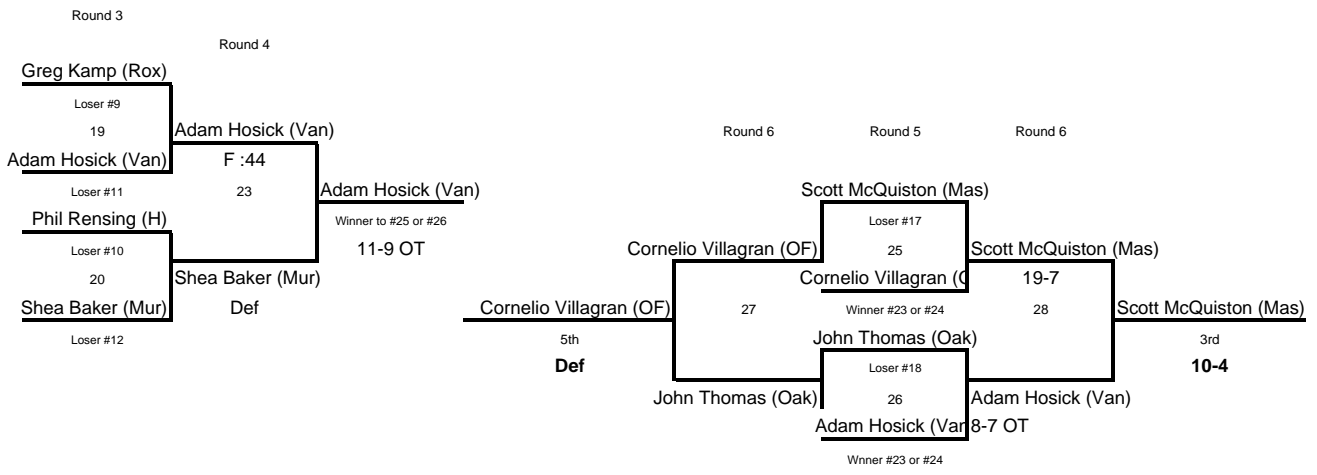 Round 3
Round 4
Greg Kamp (Rox)
Loser #9
19
Adam Hosick (Van)
Adam Hosick (Van)
F :44
Loser #11
23
Adam Hosick (Van)
Phil Rensing (H)
Winner to #25 or #26
Loser #10
11-9 OT
20
Shea Baker (Mur)
Shea Baker (Mur)
Def
Loser #12
Round 6
Round 5
Round 6
Scott McQuiston (Mas)
Loser #17
Cornelio Villagran (OF)
25
Scott McQuiston (Mas)
Cornelio Villagran (
19-7
Cornelio Villagran (OF)
27
Winner #23 or #24
28
Scott McQuiston (Mas)
5th
John Thomas (Oak)
3rd
Def
Loser #18
10-4
John Thomas (Oak)
26
Adam Hosick (Van)
Adam Hosick (Van
8-7 OT
Wnner #23 or #24